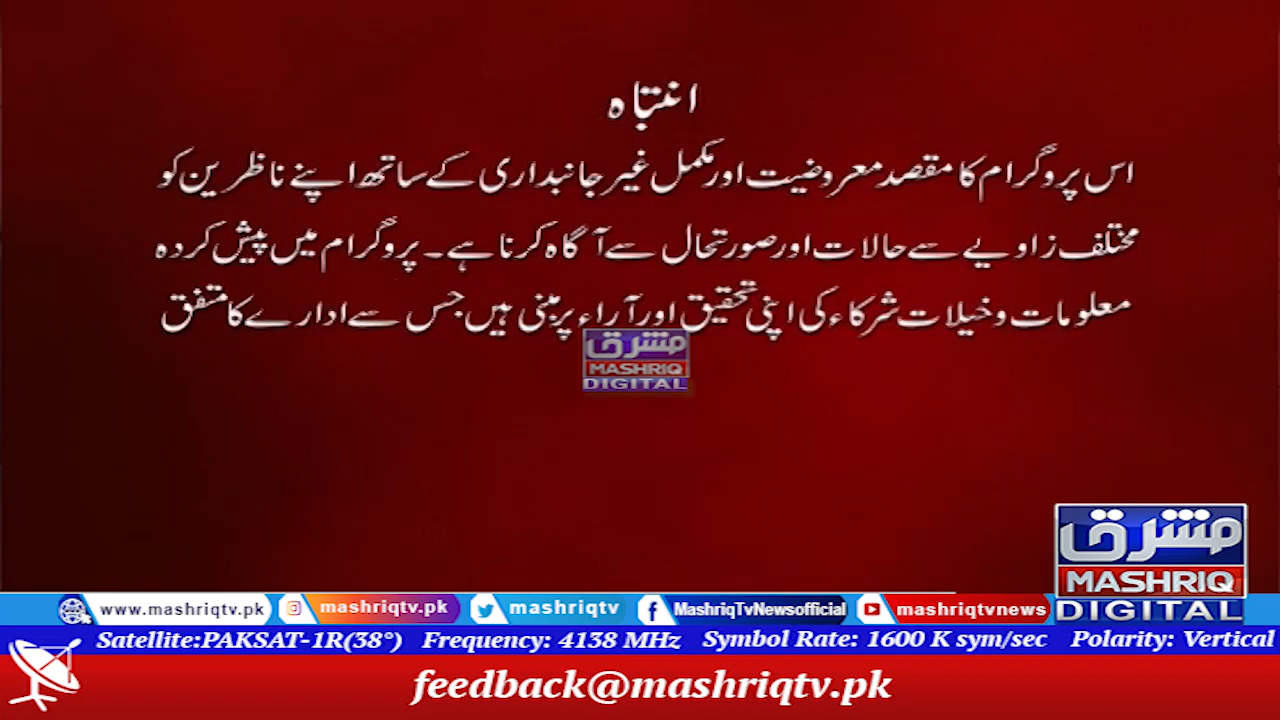 انتباہ
اس پروگرام کا مقصد معروضیت اور مکمل غیر جانبداری کے ساتھ اپنے ناظرین کو
مختلف زاویے سے حالات اور صورتحال سے آگاہ کرنا ہے۔ پروگرام میں پیش کردہ
معلومات و خیلات شرکاء کی اپنی تحقیق اور آراء پر مبنی ہیں جس سے ادارے کا متفق
مشرق
MASHRIQ
DIGITAL
مشرق
MASHRIQ
DIGITAL
www.mashriqtv.pk mashriqtv.pk mashriqtv MashriqTvNewsofficial mashriqtvnews
Satellite:PAKSAT-1R(38°) Frequency: 4138 MHz Symbol Rate: 1600 K sym/sec Polarity: Vertical
feedback@mashriqtv.pk